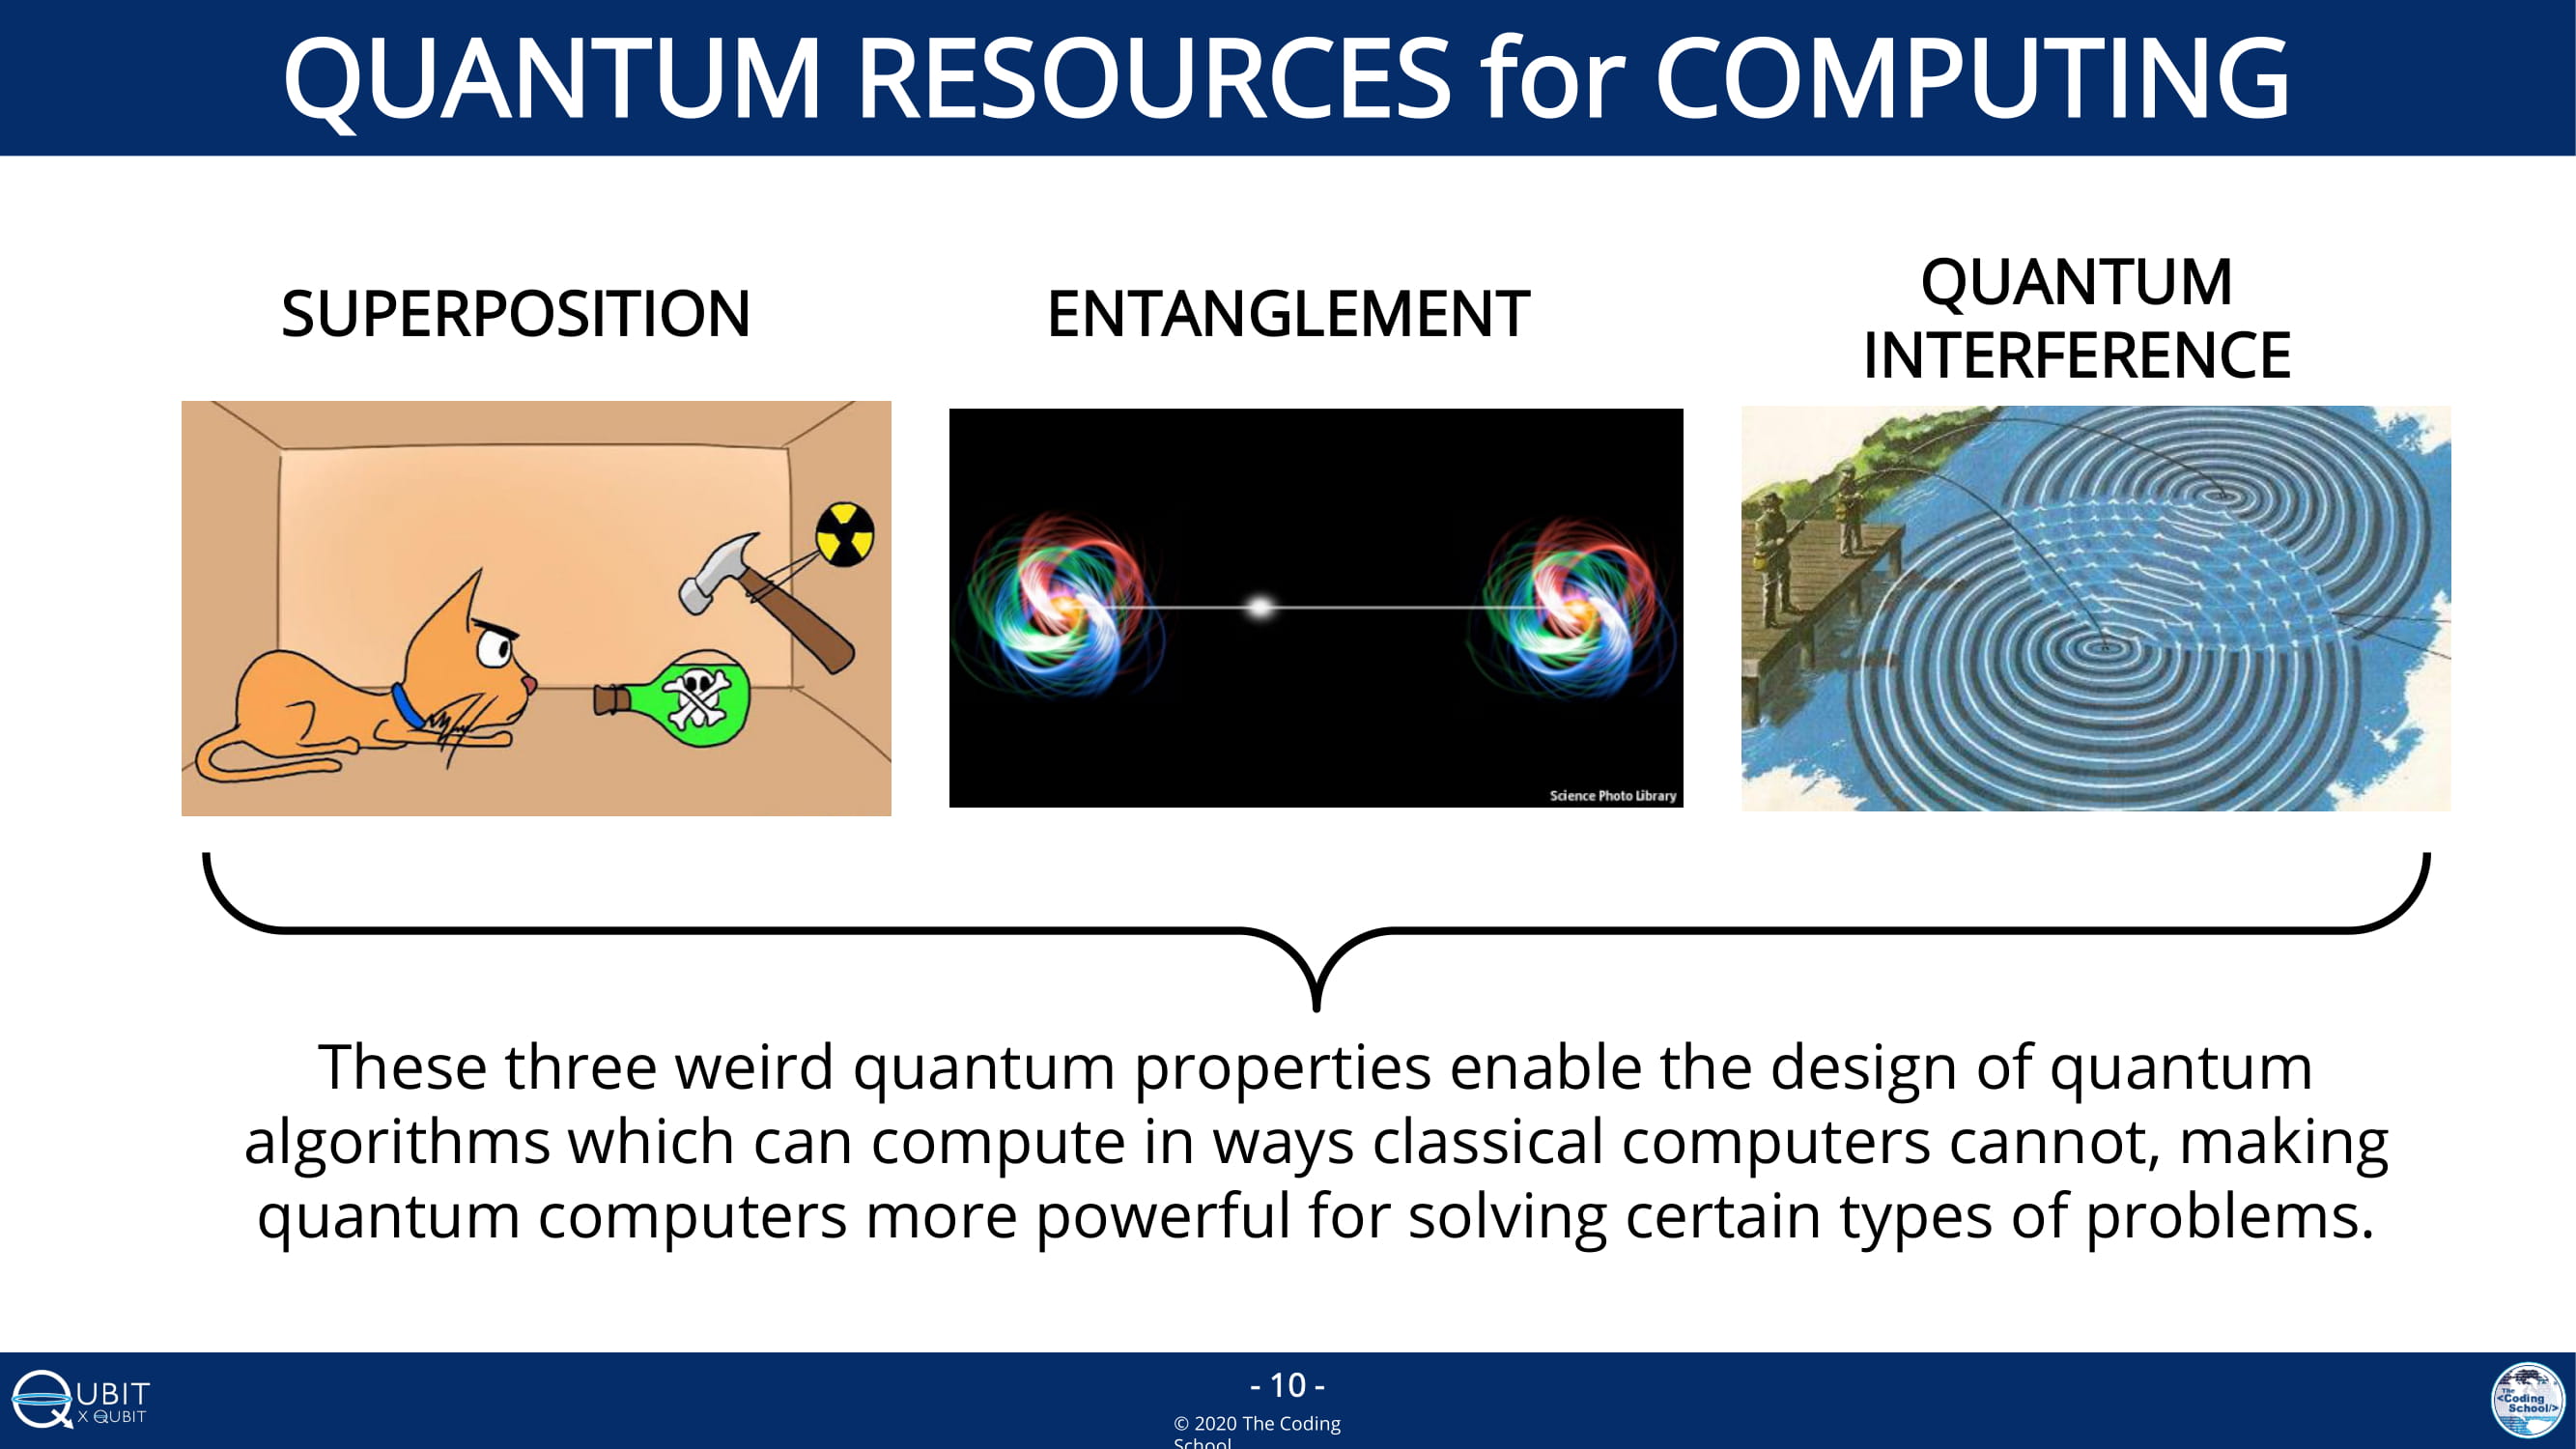 QUANTUM RESOURCES for COMPUTING
SUPERPOSITION
ENTANGLEMENT
QUANTUM
INTERFERENCE
Science Photo Library
These three weird quantum properties enable the design of quantum
algorithms which can compute in ways classical computers cannot, making
quantum computers more powerful for solving certain types of problems.
QUBIT
X QUBIT
- 10 -
© 2020 The Coding
School
The
<Coding
School/>